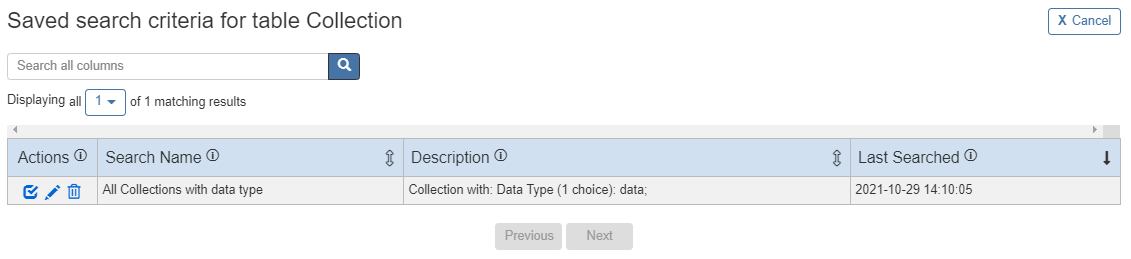 Saved search criteria for table Collection
X Cancel
Search all columns
Displaying all 1 of 1 matching results
Actions Search Name Description Last Searched
All Collections with data type Collection with: Data Type (1 choice): data; 2021-10-29 14:10:05
Previous Next